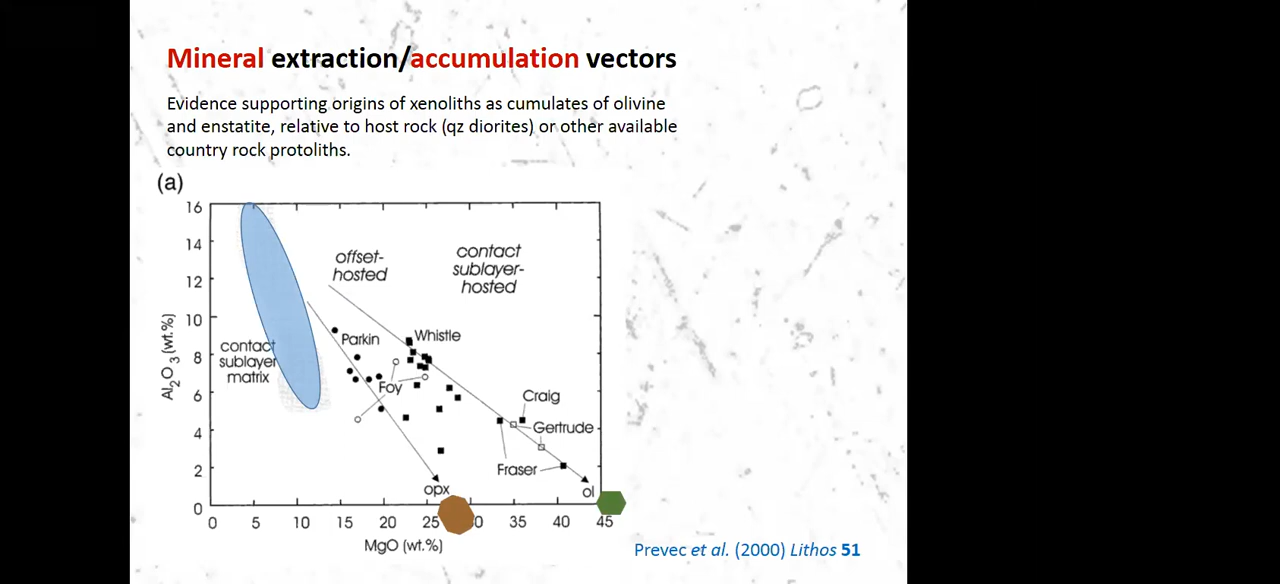 Mineral extraction/accumulation vectors
Evidence supporting origins of xenoliths as cumulates of olivine
and enstatite, relative to host rock (qz diorites) or other available
country rock protoliths.
(a)
16
14
12
10
8
6
4
2
0
Al2O3 (wt.%)
offset-
hosted
contact
sublayer-
hosted
contact
sublayer
matrix
Parkin
Whistle
Foy
Craig
Gertrude
Fraser
opx
ol
0 5 10 15 20 25 30 35 40 45
MgO (wt.%)
Prevec et al. (2000) Lithos 51